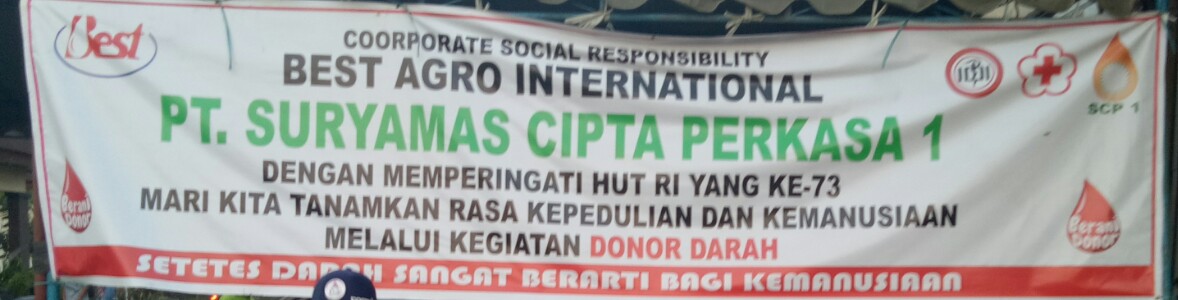 Best
COORPORATE SOCIAL RESPONSIBILITY
BEST AGRO INTERNATIONAL
SCP 1
PT. SURYAMAS CIPTA PERKASA 1
DENGAN MEMPERINGATI HUT RI YANG KE-73
MARI KITA TANAMKAN RASA KEPEDULIAN DAN KEMANUSIAAN
MELALUI KEGIATAN DONOR DARAH
Berani
Donor
Berani
Donor
SETETES DARAH SANGAT BERARTI BAGI KEMANUSIAAN